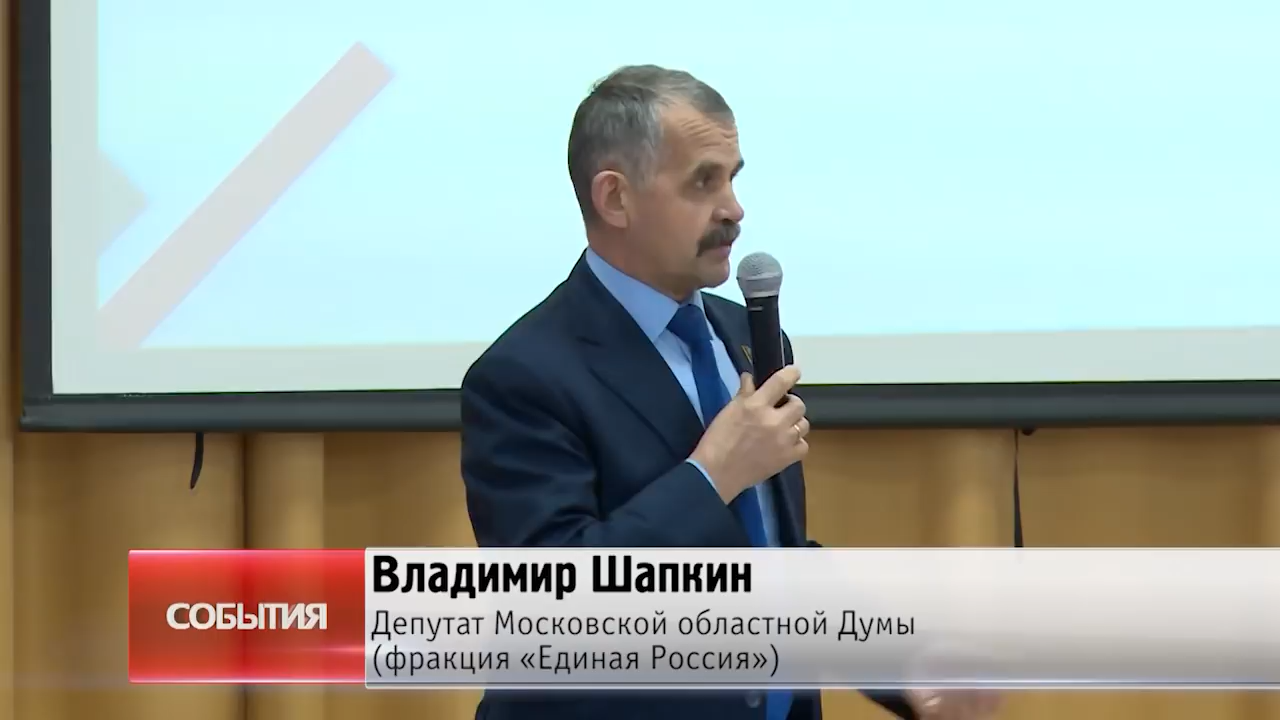 Владимир Шапкин
СОБЫТИЯ
Депутат Московской областной Думы
(фракция «Единая Россия»)